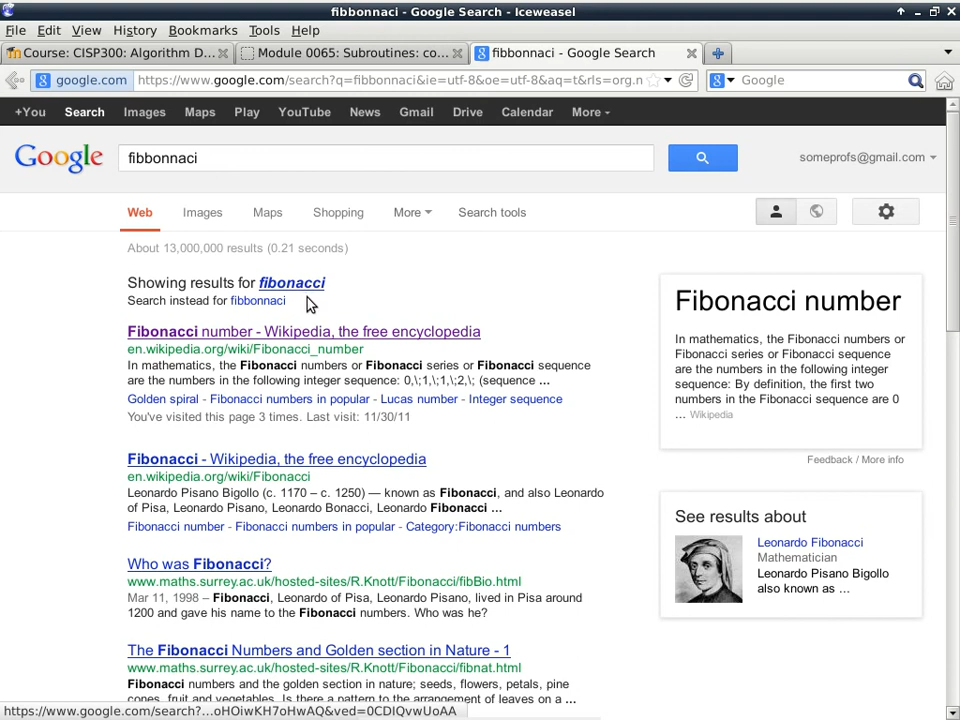 fibbonnaci - Google Search - Iceweasel
File Edit View History Bookmarks Tools Help
Course: CISP300: Algorithm D...
Module 0065: Subroutines: co...
fibbonnaci - Google Search
google.com
https://www.google.com/search?q=fibbonnaci&ie=utf-8&oe=utf-8&aq=t&rls=org.n
Google
+You Search Images Maps Play YouTube News Gmail Drive Calendar More
Google
fibbonnaci
someprofs@gmail.com
Web Images Maps Shopping More Search tools
About 13,000,000 results (0.21 seconds)
Showing results for fibonacci
Search instead for fibbonnaci
Fibonacci number - Wikipedia, the free encyclopedia
en.wikipedia.org/wiki/Fibonacci_number
In mathematics, the Fibonacci numbers or Fibonacci series or Fibonacci sequence
are the numbers in the following integer sequence: 0,\;1,\;1,\;2,\; (sequence ...
Golden spiral - Fibonacci numbers in popular - Lucas number - Integer sequence
You've visited this page 3 times. Last visit: 11/30/11
Fibonacci - Wikipedia, the free encyclopedia
en.wikipedia.org/wiki/Fibonacci
Leonardo Pisano Bigollo (c. 1170 – c. 1250) — known as Fibonacci, and also Leonardo
of Pisa, Leonardo Pisano, Leonardo Bonacci, Leonardo Fibonacci ...
Fibonacci number - Fibonacci numbers in popular - Category:Fibonacci numbers
Who was Fibonacci?
www.maths.surrey.ac.uk/hosted-sites/R.Knott/Fibonacci/fibBio.html
Mar 11, 1998 – Fibonacci, Leonardo of Pisa, Leonardo Pisano, lived in Pisa around
1200 and gave his name to the Fibonacci numbers. Who was he?
The Fibonacci Numbers and Golden section in Nature - 1
www.maths.surrey.ac.uk/hosted-sites/R.Knott/Fibonacci/fibnat.html
Fibonacci numbers and the golden section in nature; seeds, flowers, petals, pine
cones, fruit and vegetables. Is there a pattern to the arrangement of leaves on a ...
Fibonacci number
In mathematics, the Fibonacci numbers or
Fibonacci series or Fibonacci sequence
are the numbers in the following integer
sequence: By definition, the first two
numbers in the Fibonacci sequence are 0
... Wikipedia
Feedback / More info
See results about
Leonardo Fibonacci
Mathematician
Leonardo Pisano Bigollo
also known as ...
https://www.google.com/search?...oHOiwKH7oHwAQ&ved=0CDIQvwUoAA